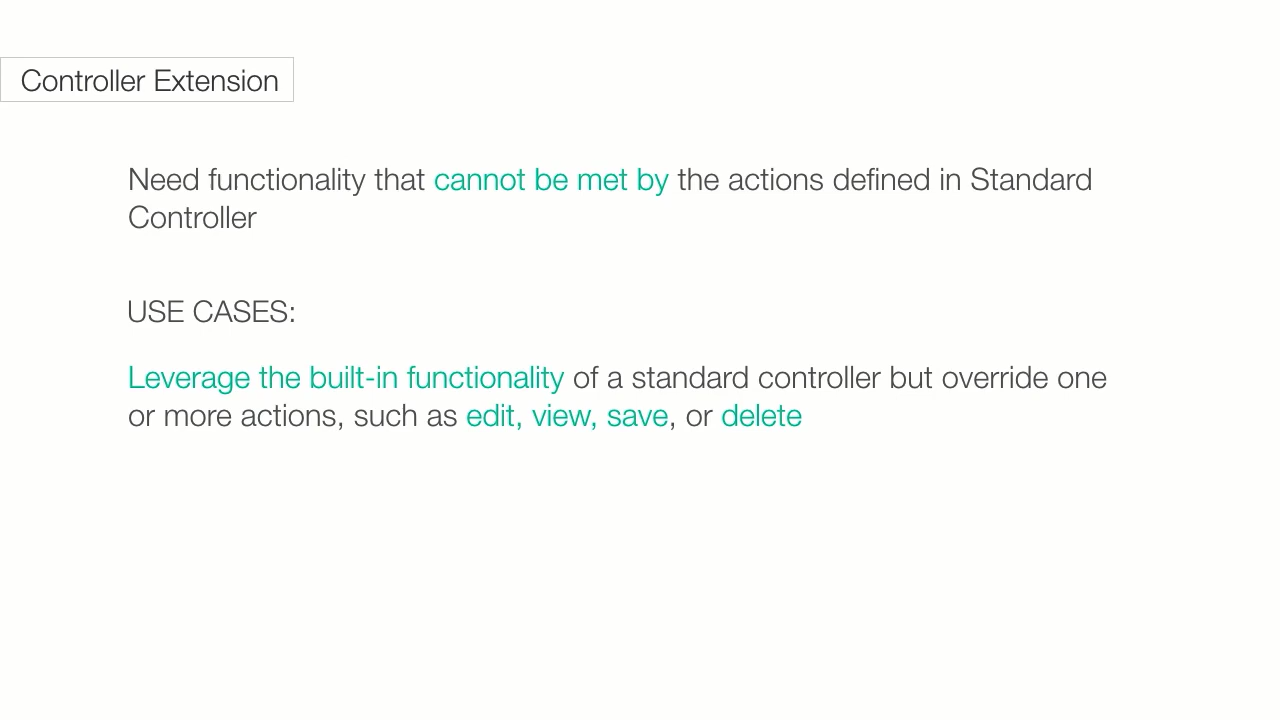 Controller Extension
Need functionality that cannot be met by the actions defined in Standard
Controller
USE CASES:
Leverage the built-in functionality of a standard controller but override one
or more actions, such as edit, view, save, or delete